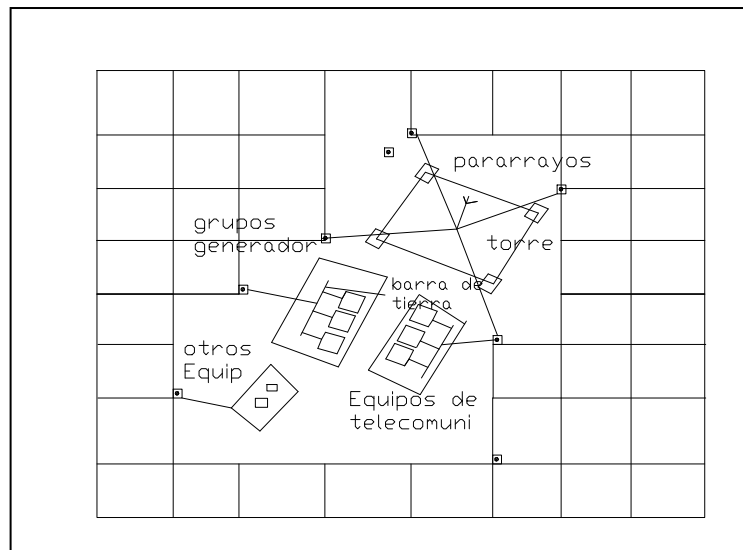 pararrayos
grupos
generador
torre
barra de
tierra
otros
Equip
Equipos de
telecomuni